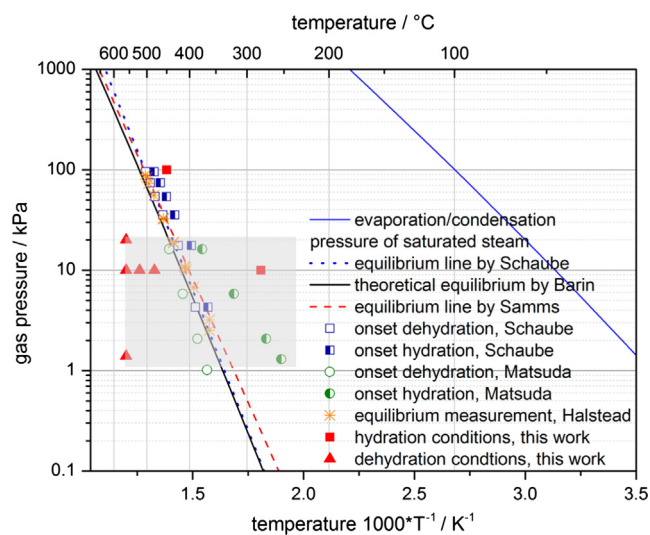 temperature / °C
600 500 400 300 200 100
1000
100
10
1
0.1
gas pressure / kPa
evaporation/condensation
pressure of saturated steam
equilibrium line by Schaube
theoretical equilibrium by Barin
equilibrium line by Samms
onset dehydration, Schaube
onset hydration, Schaube
onset dehydration, Matsuda
onset hydration, Matsuda
equilibrium measurement, Halstead
hydration conditions, this work
dehydration condtions, this work
1.5 2.0 2.5 3.0 3.5
temperature 1000*T⁻¹ / K⁻¹